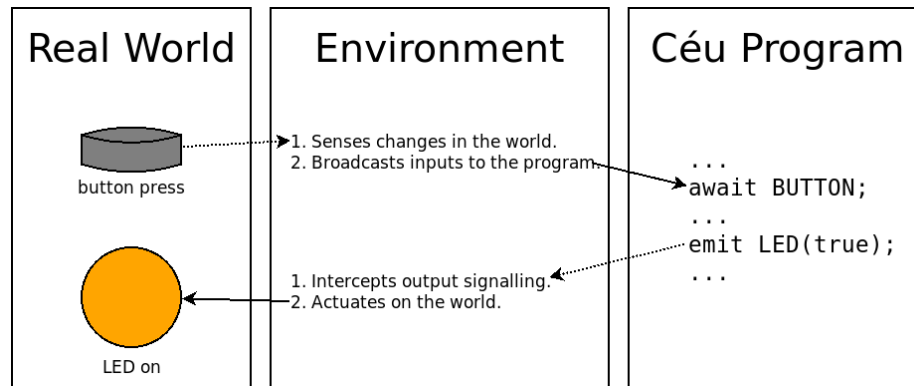 Real World
button press
LED on
Environment
1. Senses changes in the world.
2. Broadcasts inputs to the program.
1. Intercepts output signalling.
2. Actuates on the world.
Céu Program
...
await BUTTON;
...
emit LED(true);
...